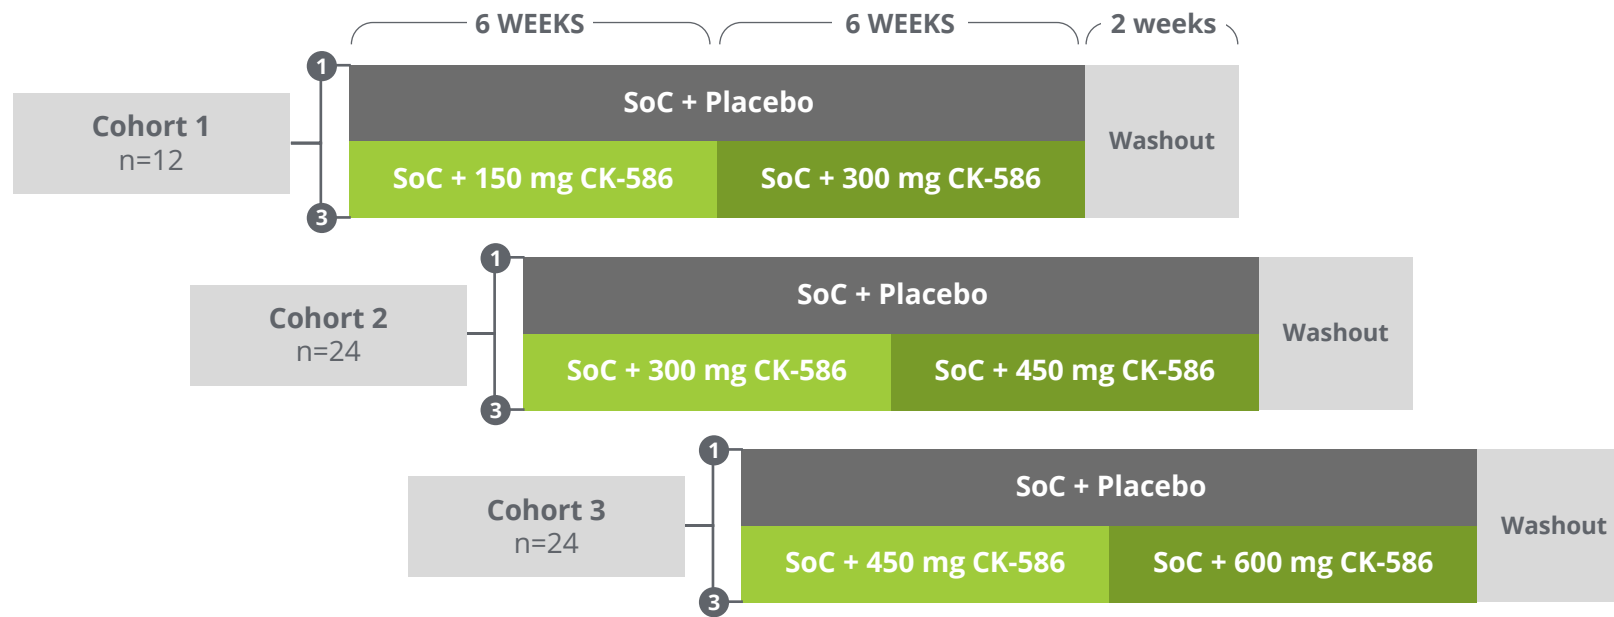 6 WEEKS
6 WEEKS
2 weeks
1
SoC + Placebo
Cohort 1
n=12
Washout
SoC + 150 mg CK-586
SoC + 300 mg CK-586
3
1
SoC + Placebo
Cohort 2
n=24
Washout
SoC + 300 mg CK-586
SoC + 450 mg CK-586
3
1
SoC + Placebo
Cohort 3
n=24
Washout
SoC + 450 mg CK-586
SoC + 600 mg CK-586
3